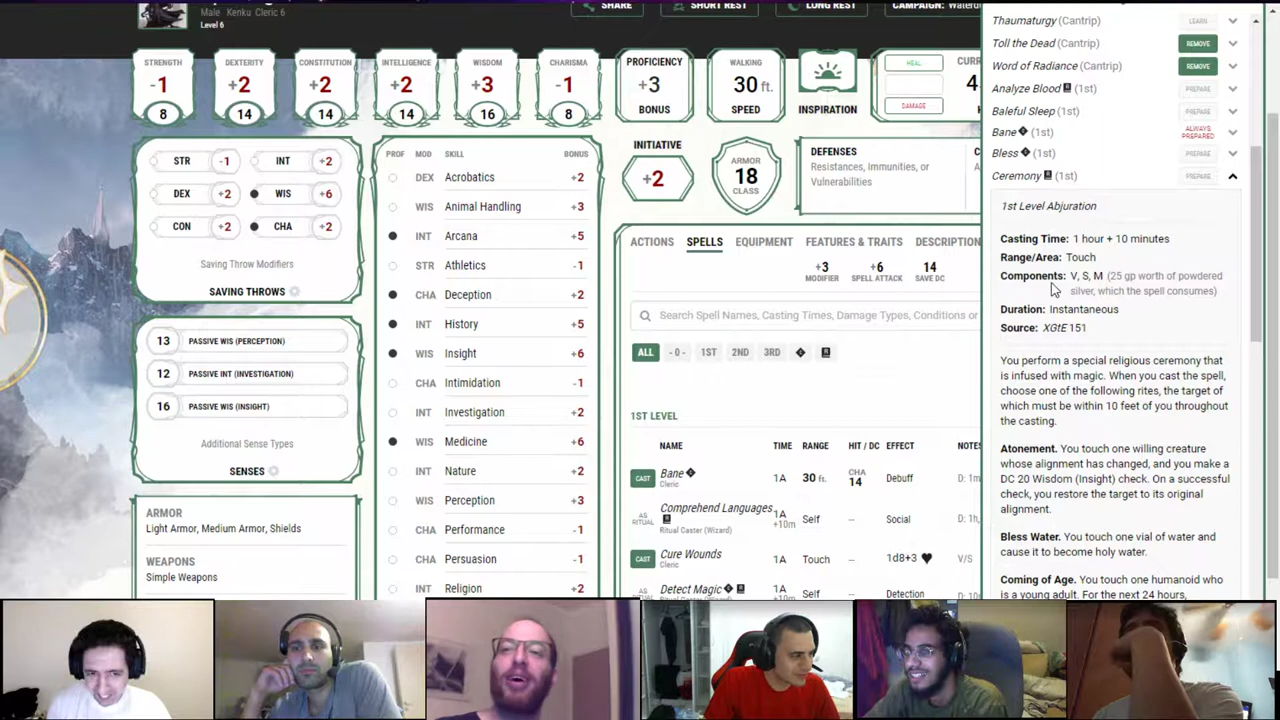 Male Kenku Cleric 6
Level 6
SHARE
SHORT REST
LONG REST
CAMPAIGN:
STRENGTH
-1
8
DEXTERITY
+2
14
CONSTITUTION
+2
14
INTELLIGENCE
+2
14
WISDOM
+3
16
CHARISMA
-1
8
PROFICIENCY
+3
BONUS
WALKING
30 ft.
SPEED
INSPIRATION
HEAL
DAMAGE
STR -1
INT +2
DEX +2
WIS +6
CON +2
CHA +2
Saving Throw Modifiers
SAVING THROWS
13 PASSIVE WIS (PERCEPTION)
12 PASSIVE INT (INVESTIGATION)
16 PASSIVE WIS (INSIGHT)
Additional Sense Types
SENSES
ARMOR
Light Armor, Medium Armor, Shields
WEAPONS
Simple Weapons
PROF MOD SKILL BONUS
DEX Acrobatics +2
WIS Animal Handling +3
INT Arcana +5
STR Athletics -1
CHA Deception +2
INT History +5
WIS Insight +6
CHA Intimidation -1
INT Investigation +2
WIS Medicine +6
INT Nature +2
WIS Perception +3
CHA Performance -1
CHA Persuasion -1
INT Religion +2
INITIATIVE
+2
ARMOR
18
CLASS
DEFENSES
Resistances, Immunities, or
Vulnerabilities
ACTIONS SPELLS EQUIPMENT FEATURES & TRAITS DESCRIPTION
+3
MODIFIER
+6
SPELL ATTACK
14
SAVE DC
Search Spell Names, Casting Times, Damage Types, Conditions or
ALL - 0 - 1ST 2ND 3RD
1ST LEVEL
NAME TIME RANGE HIT / DC EFFECT NOTES
CAST Bane 1A 30 ft. CHA 14 Debuff D: 1m
Cleric
AS RITUAL Comprehend Languages 1A +10m Self -- Social D: 1h,
Ritual Caster (Wizard)
CAST Cure Wounds 1A Touch -- 1d8+3 V/S
Cleric
AS RITUAL Detect Magic 1A +10m Self -- Detection
Ritual Caster (Wizard)
Thaumaturgy (Cantrip) LEARN
Toll the Dead (Cantrip) REMOVE
Word of Radiance (Cantrip) REMOVE
Analyze Blood (1st) PREPARE
Baleful Sleep (1st) PREPARE
Bane (1st) ALWAYS PREPARED
Bless (1st) PREPARE
Ceremony (1st) PREPARE
1st Level Abjuration
Casting Time: 1 hour + 10 minutes
Range/Area: Touch
Components: V, S, M (25 gp worth of powdered
silver, which the spell consumes)
Duration: Instantaneous
Source: XGtE 151
You perform a special religious ceremony that
is infused with magic. When you cast the spell,
choose one of the following rites, the target of
which must be within 10 feet of you throughout
the casting.
Atonement. You touch one willing creature
whose alignment has changed, and you make a
DC 20 Wisdom (Insight) check. On a successful
check, you restore the target to its original
alignment.
Bless Water. You touch one vial of water and
cause it to become holy water.
Coming of Age. You touch one humanoid who
is a young adult. For the next 24 hours,